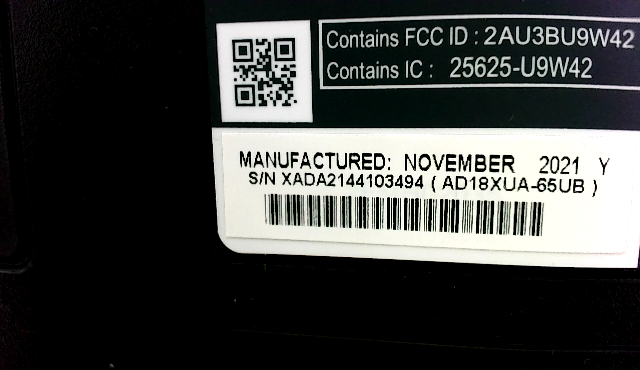 Contains FCC ID : 2AU3BU9W42
Contains IC : 25625-U9W42
MANUFACTURED: NOVEMBER 2021 Y
S/N XADA2144103494 ( AD18XUA-65UB )